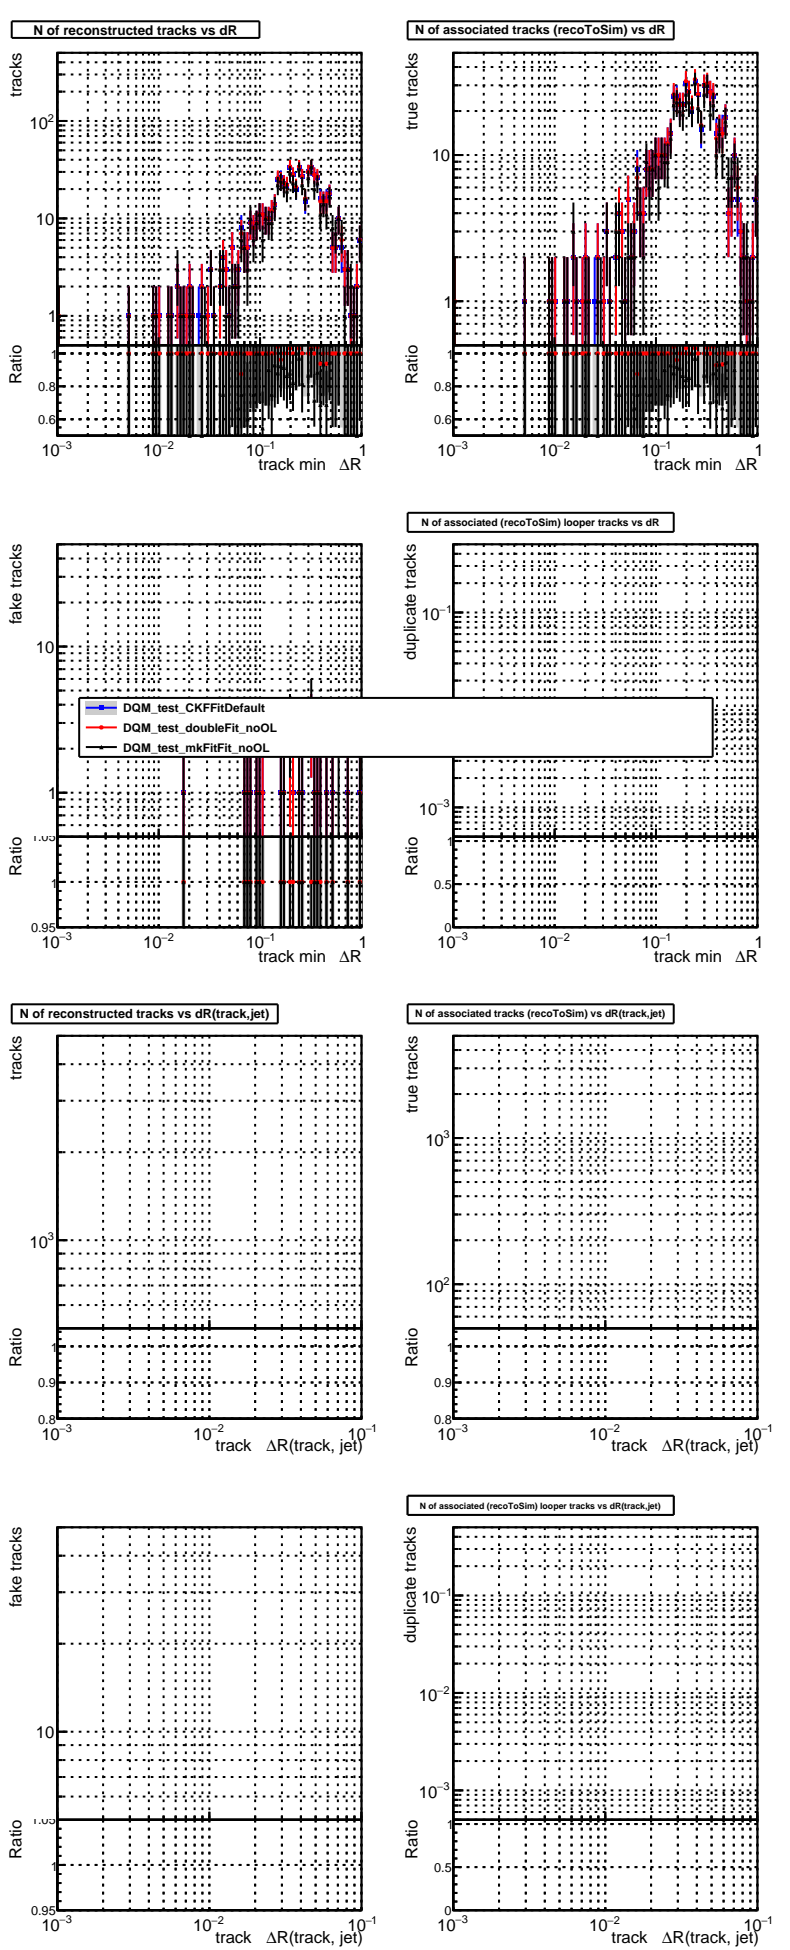 N of reconstructed tracks vs dR
tracks
10²
10
1
Ratio
1
0.8
0.6
10⁻³ 10⁻² 10⁻¹ 1
track min ΔR
N of associated tracks (recoToSim) vs dR
true tracks
10
1
Ratio
1
0.8
0.6
10⁻³ 10⁻² 10⁻¹ 1
track min ΔR
fake tracks
10
1
Ratio
1.05
1
0.95
10⁻³ 10⁻² 10⁻¹ 1
track min ΔR
N of associated (recoToSim) looper tracks vs dR
duplicate tracks
10⁻¹
10⁻³
Ratio
1
0.5
0
10⁻³ 10⁻² 10⁻¹ 1
track min ΔR
DQM_test_CKFFitDefault
DQM_test_doubleFit_noOL
DQM_test_mkFitFit_noOL
N of reconstructed tracks vs dR(track,jet)
tracks
10³
Ratio
1
0.9
0.8
10⁻³ 10⁻² 10⁻¹
track ΔR(track, jet)
N of associated tracks (recoToSim) vs dR(track,jet)
true tracks
10³
10²
Ratio
1
0.9
0.8
10⁻³ 10⁻² 10⁻¹
track ΔR(track, jet)
fake tracks
10
Ratio
1.05
1
0.95
10⁻³ 10⁻² 10⁻¹
track ΔR(track, jet)
N of associated (recoToSim) looper tracks vs dR(track,jet)
duplicate tracks
10⁻¹
10⁻²
10⁻³
Ratio
1
0.5
0
10⁻³ 10⁻² 10⁻¹
track ΔR(track, jet)